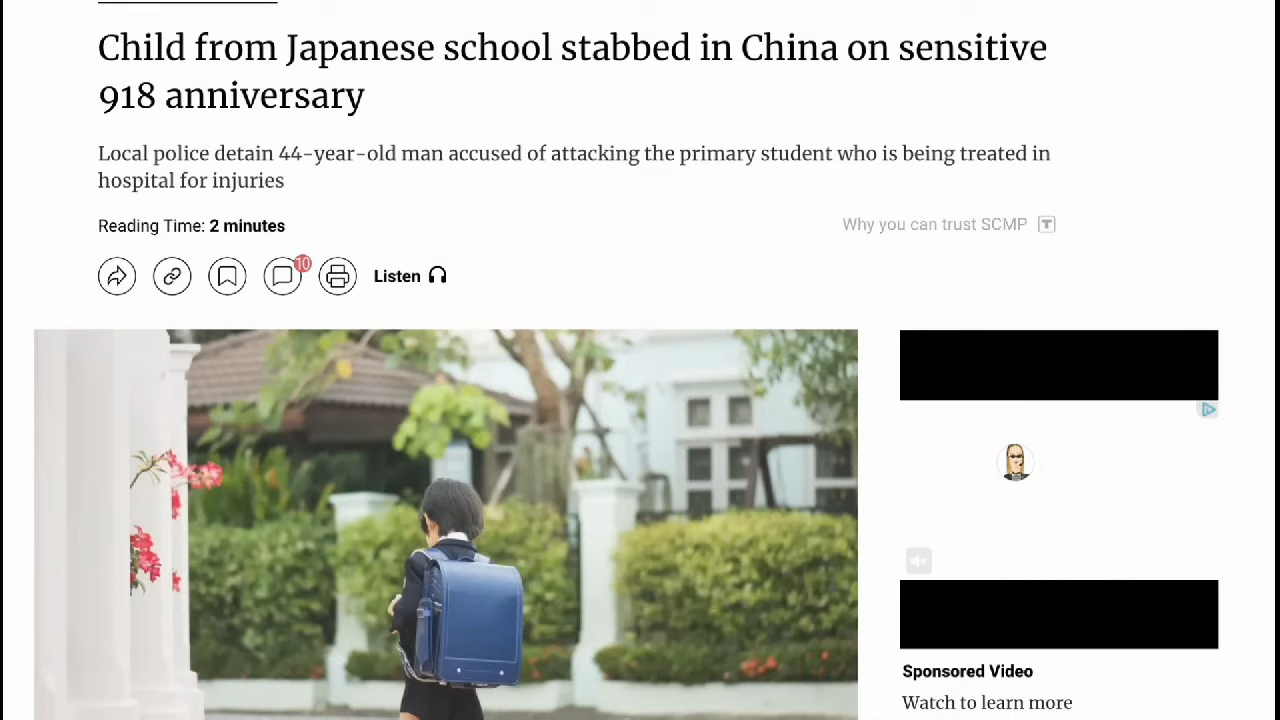 Child from Japanese school stabbed in China on sensitive
918 anniversary
Local police detain 44-year-old man accused of attacking the primary student who is being treated in
hospital for injuries
Reading Time: 2 minutes
Why you can trust SCMP T
10
Listen
Sponsored Video
Watch to learn more